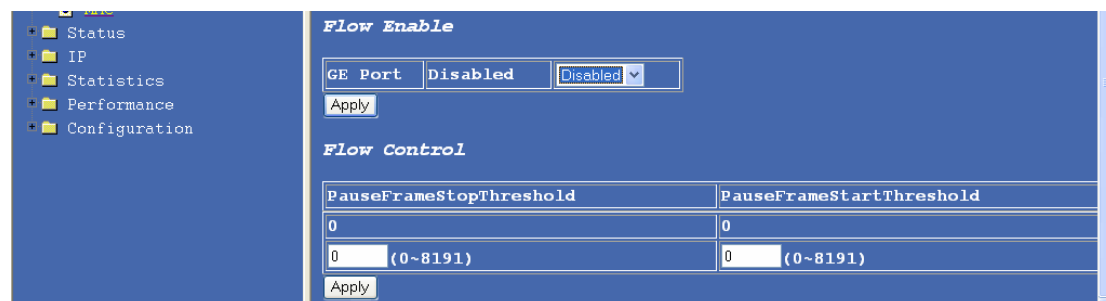 MAC
Status
IP
Statistics
Performance
Configuration
Flow Enable
GE Port Disabled Disabled
Apply
Flow Control
PauseFrameStopThreshold PauseFrameStartThreshold
0 0
0 (0~8191) 0 (0~8191)
Apply